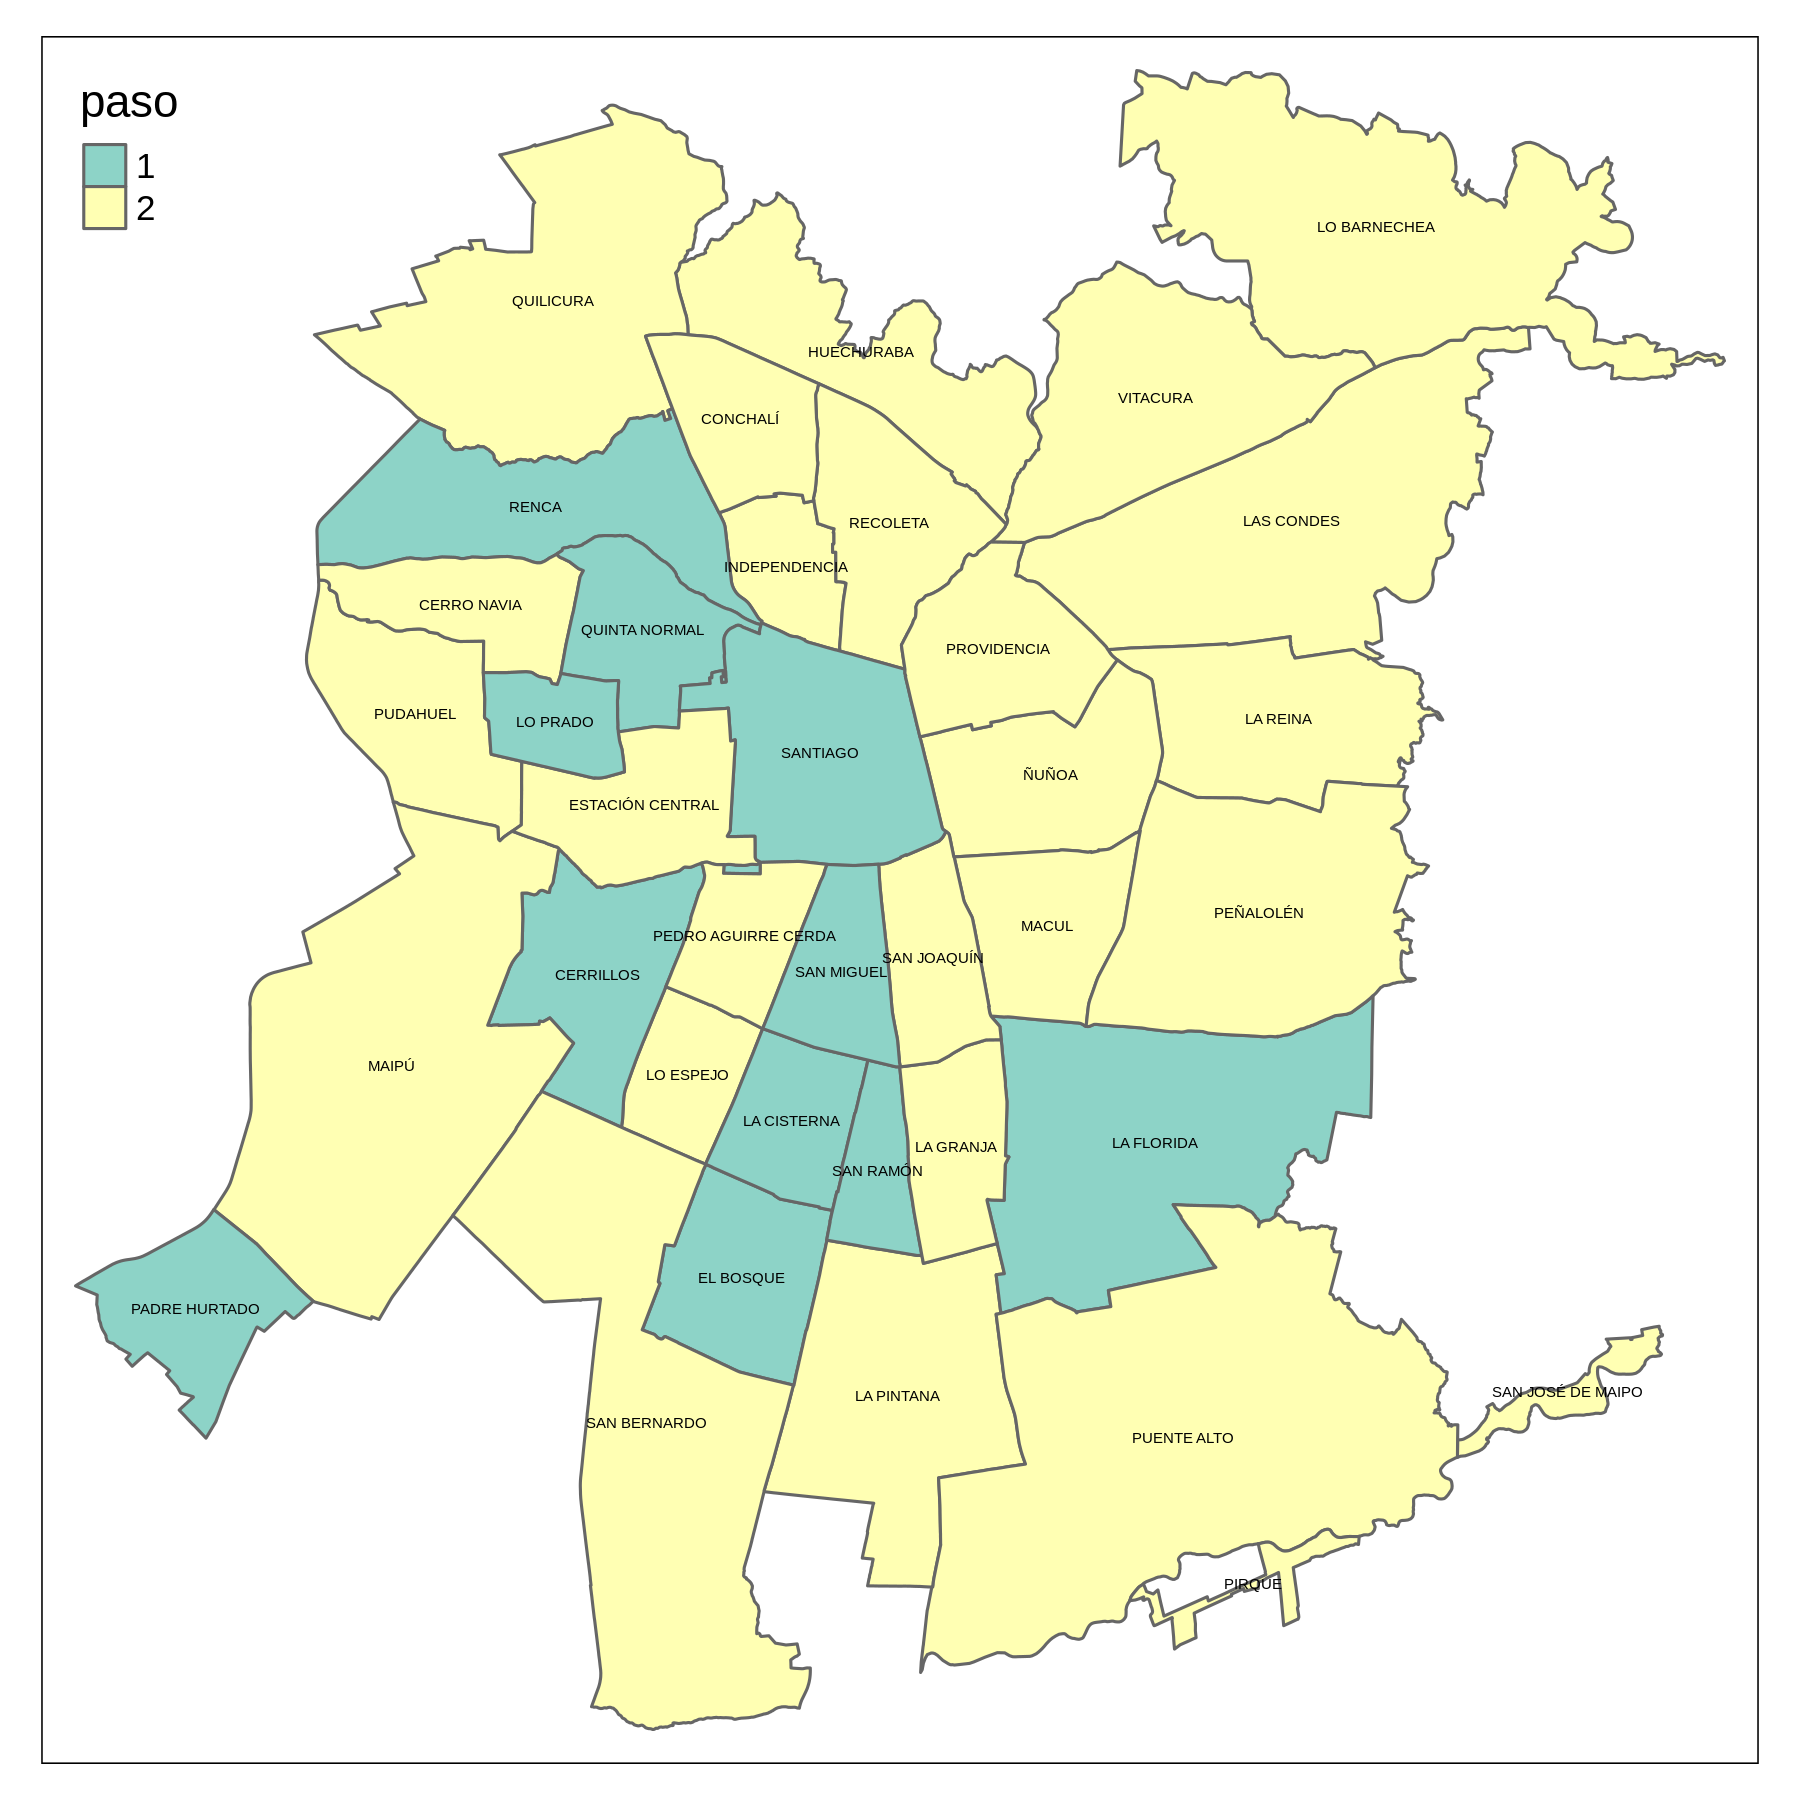 paso
1
2
LO BARNECHEA
QUILICURA
HUECHURABA
VITACURA
CONCHALÍ
RENCA
RECOLETA
LAS CONDES
INDEPENDENCIA
CERRO NAVIA
QUINTA NORMAL
PROVIDENCIA
PUDAHUEL
LO PRADO
LA REINA
SANTIAGO
ÑUÑOA
ESTACIÓN CENTRAL
PEÑALOLÉN
MACUL
PEDRO AGUIRRE CERDA
SAN JOAQUÍN
CERRILLOS
SAN MIGUEL
MAIPÚ
LO ESPEJO
LA CISTERNA
LA FLORIDA
LA GRANJA
SAN RAMÓN
EL BOSQUE
PADRE HURTADO
SAN JOSÉ DE MAIPO
LA PINTANA
SAN BERNARDO
PUENTE ALTO
PIRQUE